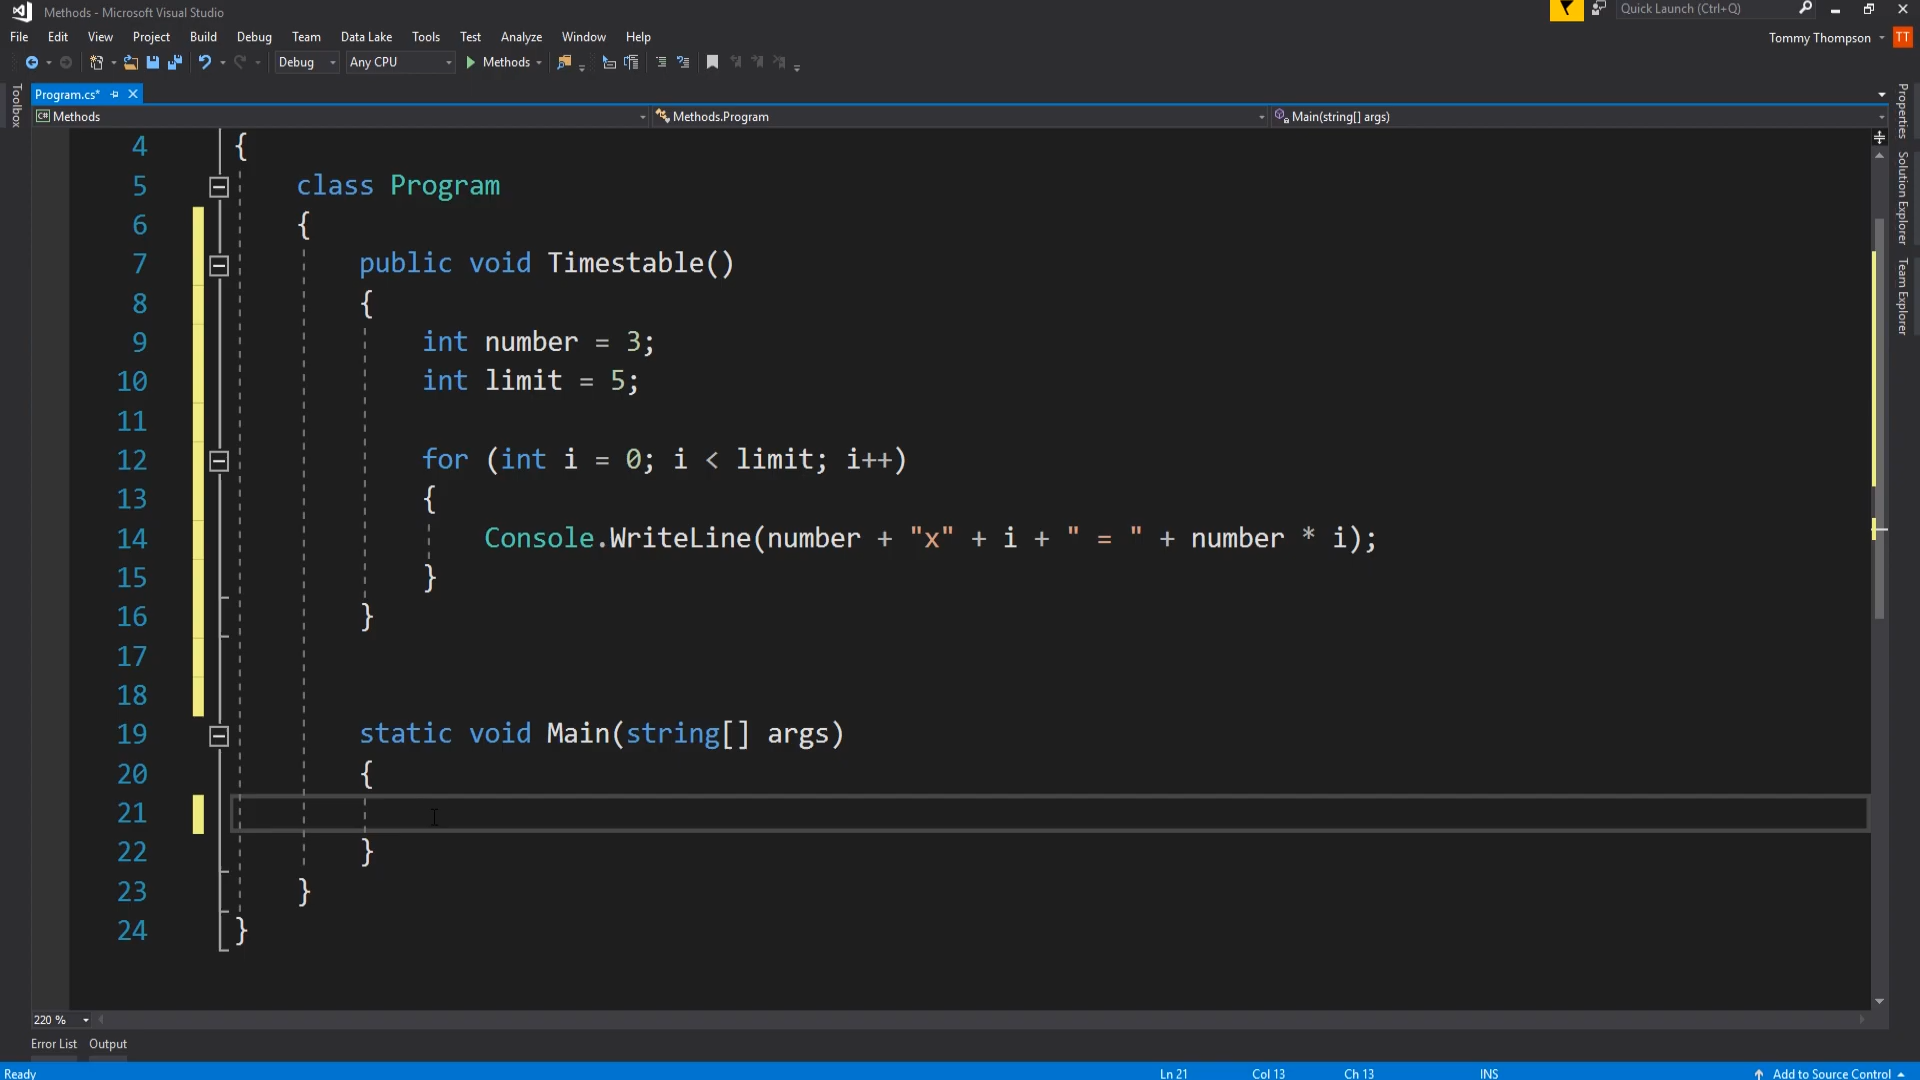 Methods - Microsoft Visual Studio
Quick Launch (Ctrl+Q)
File Edit View Project Build Debug Team Data Lake Tools Test Analyze Window Help
Tommy Thompson TT
Debug Any CPU Methods
Toolbox
Program.cs*
C# Methods Methods.Program Main(string[] args)
Properties
Solution Explorer
Team Explorer
4 {
5 class Program
6 {
7 public void Timestable()
8 {
9 int number = 3;
10 int limit = 5;
11
12 for (int i = 0; i < limit; i++)
13 {
14 Console.WriteLine(number + "x" + i + " = " + number * i);
15 }
16 }
17
18
19 static void Main(string[] args)
20 {
21
22 }
23 }
24 }
220 %
Error List Output
Ready Ln 21 Col 13 Ch 13 INS Add to Source Control